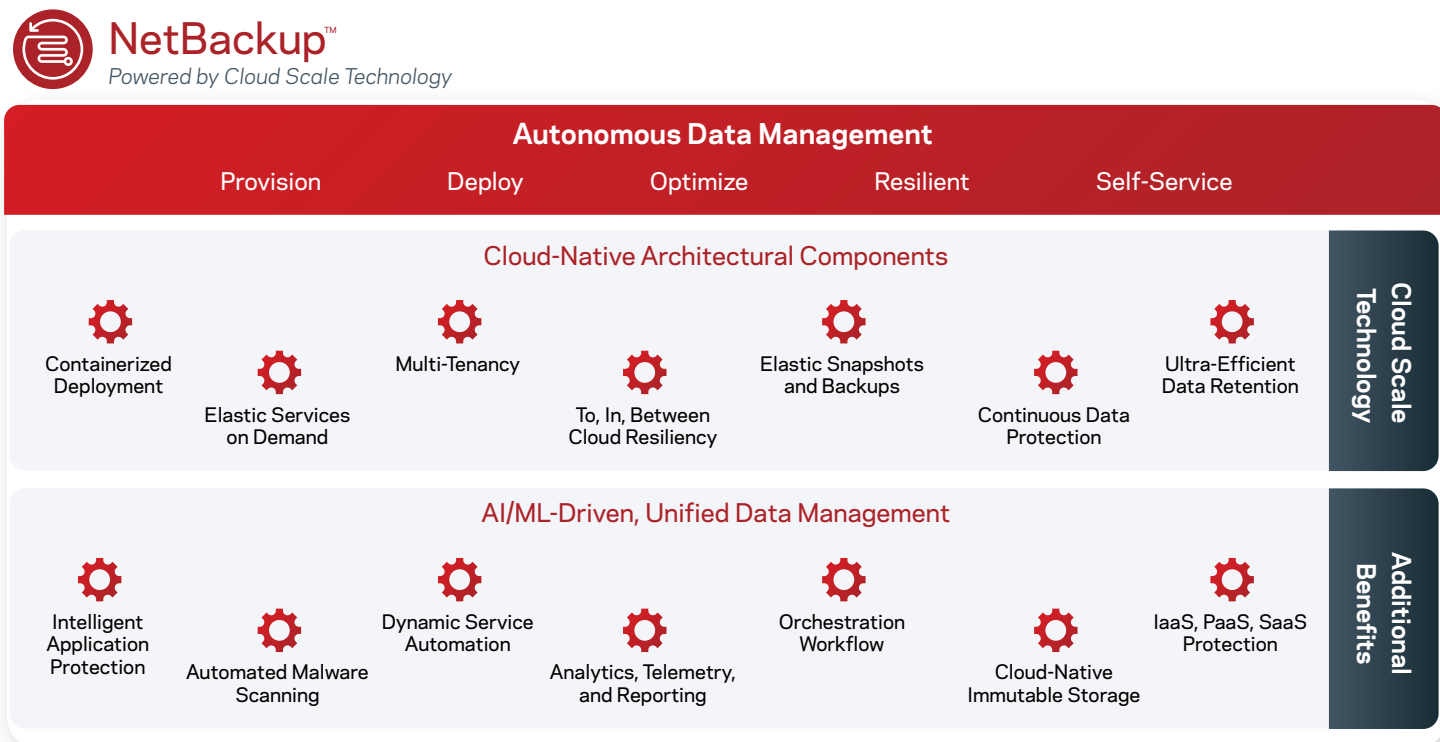 NetBackup™
Powered by Cloud Scale Technology
Autonomous Data Management
Provision
Deploy
Optimize
Resilient
Self-Service
Cloud-Native Architectural Components
Containerized
Deployment
Elastic Services
on Demand
Multi-Tenancy
To, In, Between
Cloud Resiliency
Elastic Snapshots
and Backups
Continuous Data
Protection
Ultra-Efficient
Data Retention
Cloud Scale
Technology
AI/ML-Driven, Unified Data Management
Intelligent
Application
Protection
Automated Malware
Scanning
Dynamic Service
Automation
Analytics, Telemetry,
and Reporting
Orchestration
Workflow
Cloud-Native
Immutable Storage
IaaS, PaaS, SaaS
Protection
Additional
Benefits